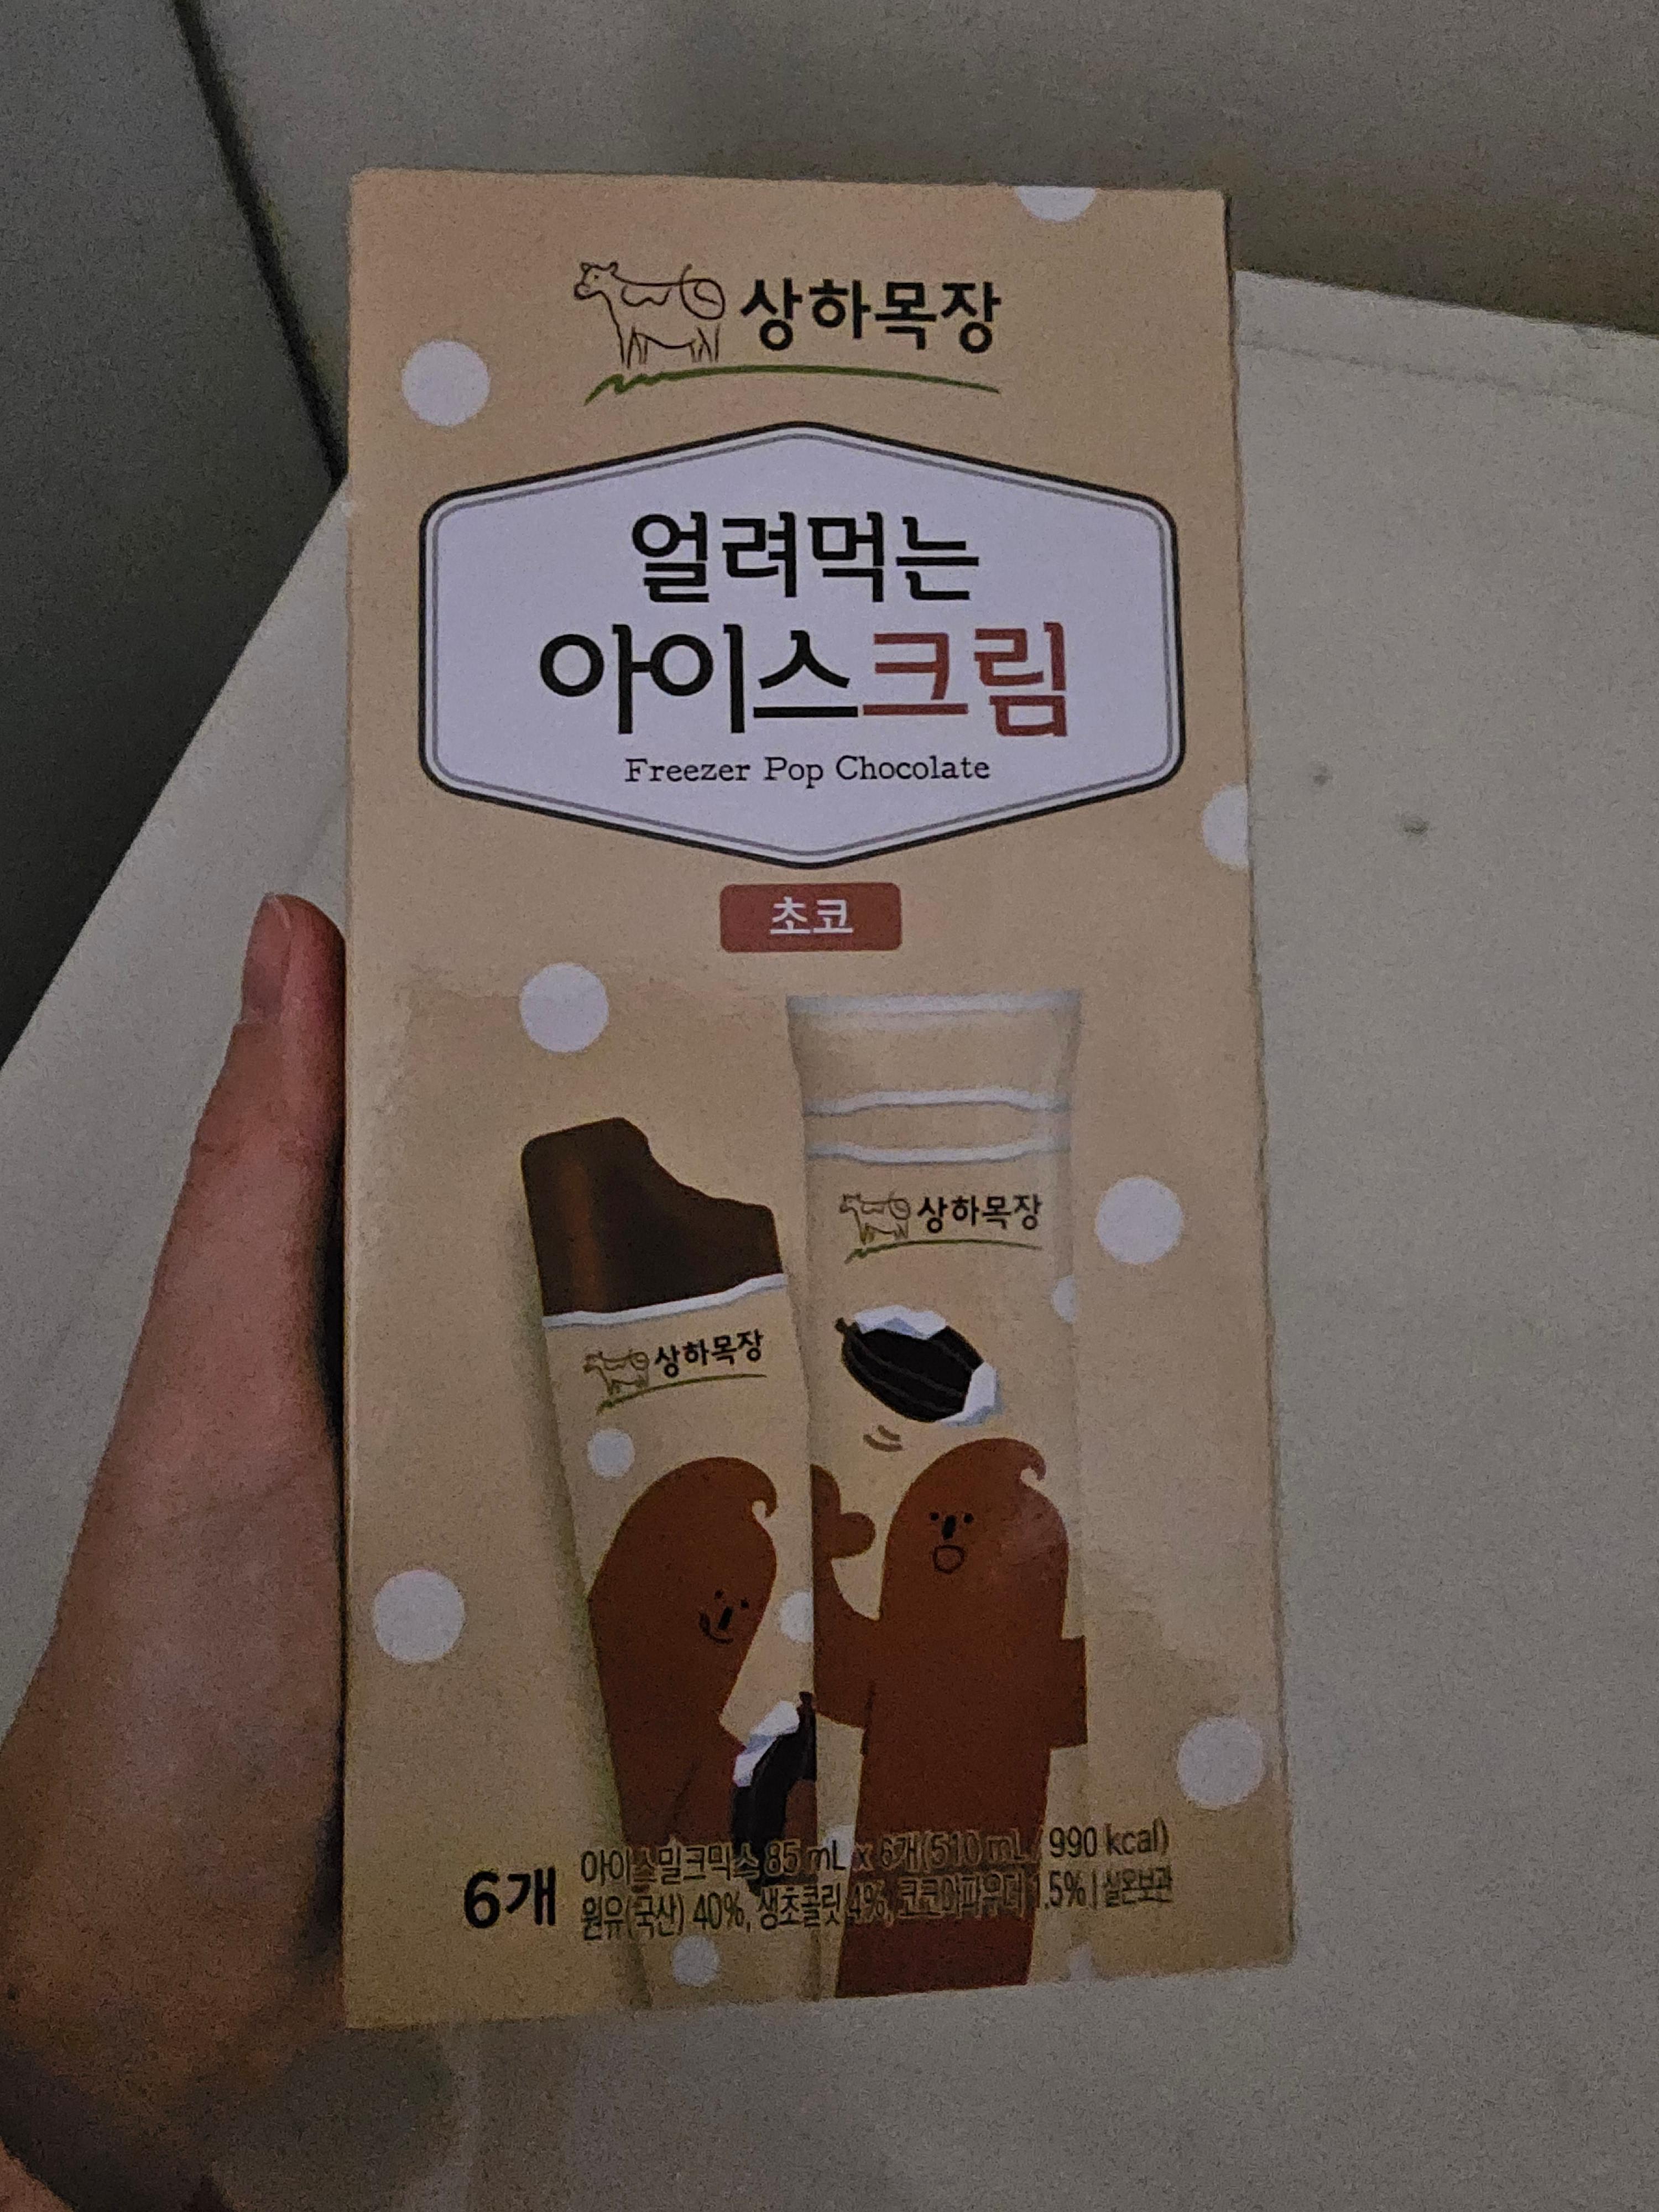 상하목장
얼려먹는
아이스크림
Freezer Pop Chocolate
초코
상하목장
상하목장
6개
아이스밀크믹스 85 mL x 6개(510 mL / 990 kcal)
원유(국산) 40%, 생초콜릿 4%, 코코아파우더 1.5% | 실온보관